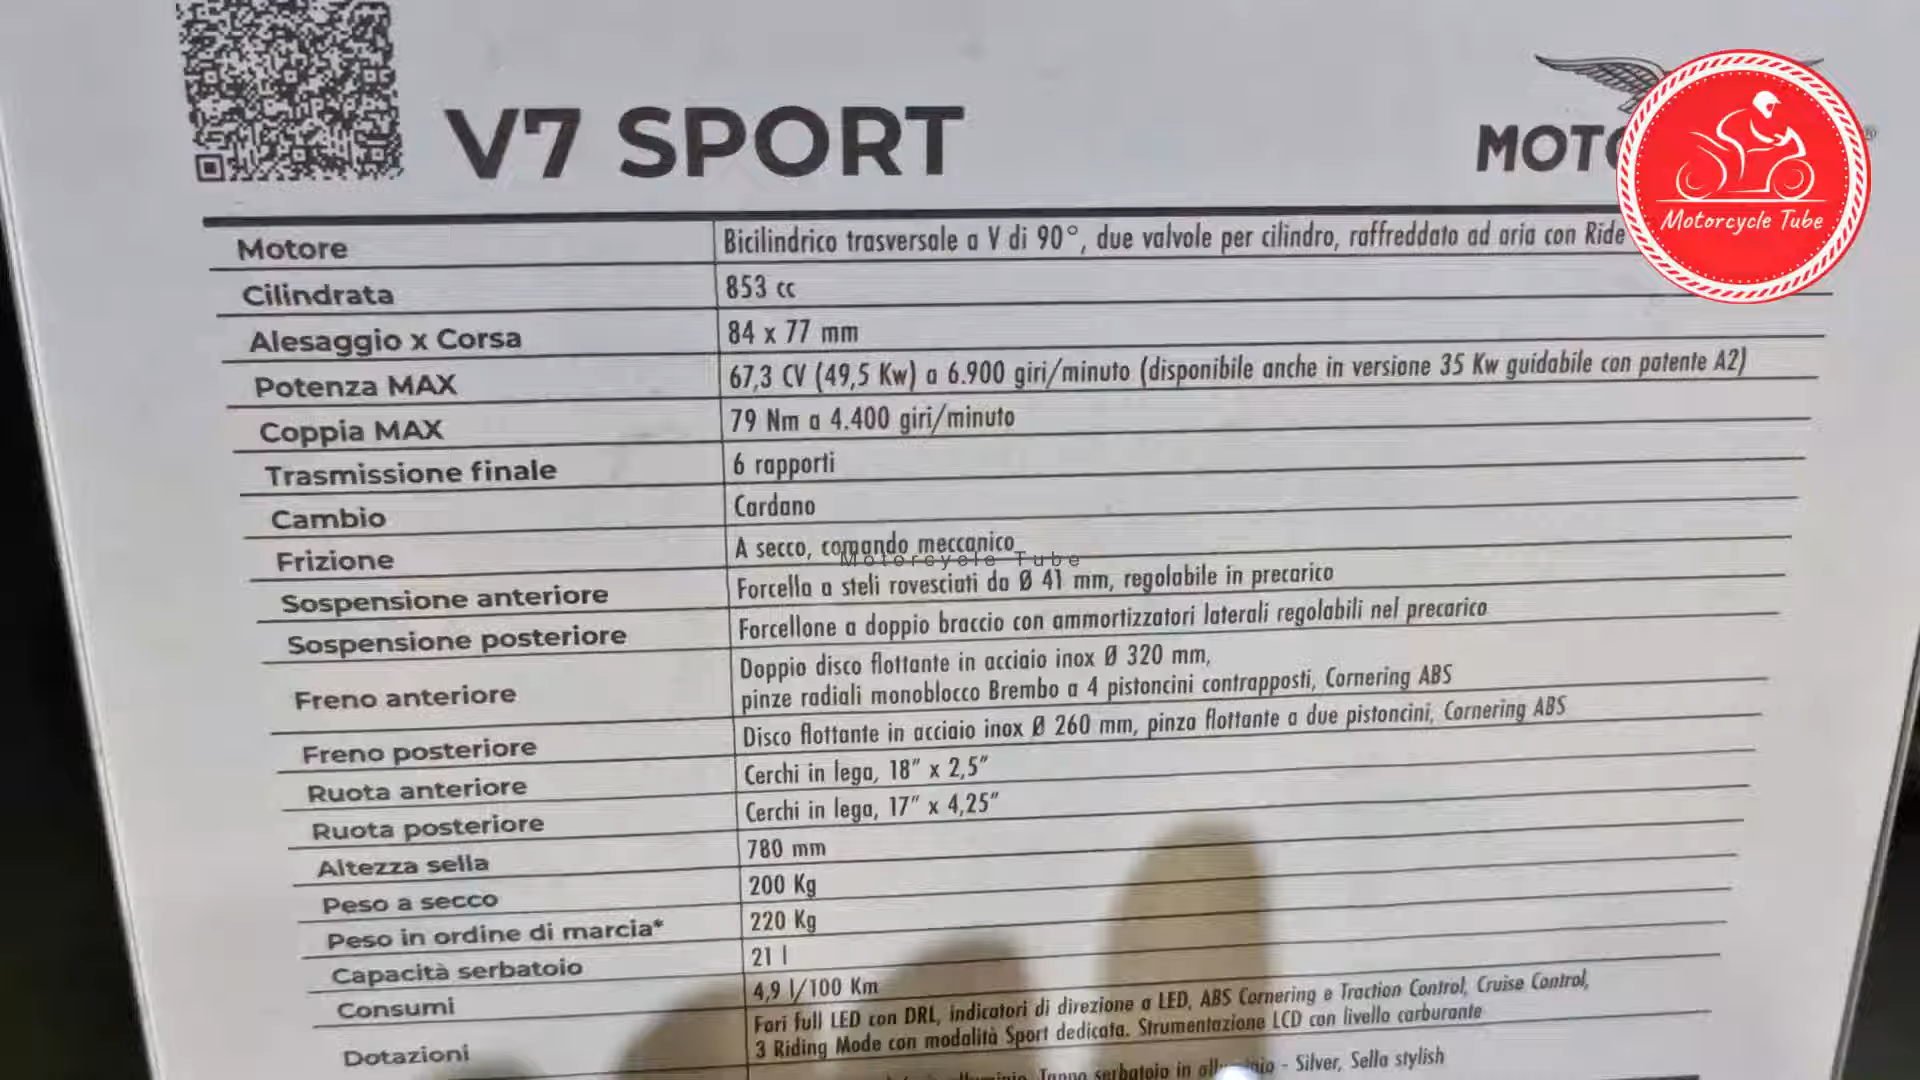 V7 SPORT
MOTO
Motorcycle Tube
Motore Bicilindrico trasversale a V di 90°, due valvole per cilindro, raffreddato ad aria con Ride
Cilindrata 853 cc
Alesaggio x Corsa 84 x 77 mm
Potenza MAX 67,3 CV (49,5 Kw) a 6.900 giri/minuto (disponibile anche in versione 35 Kw guidabile con patente A2)
Coppia MAX 79 Nm a 4.400 giri/minuto
Trasmissione finale 6 rapporti
Cambio Cardano
Frizione A secco, comando meccanico
Motorcycle Tube
Sospensione anteriore Forcella a steli rovesciati da Ø 41 mm, regolabile in precarico
Sospensione posteriore Forcellone a doppio braccio con ammortizzatori laterali regolabili nel precarico
Freno anteriore Doppio disco flottante in acciaio inox Ø 320 mm,
pinze radiali monoblocco Brembo a 4 pistoncini contrapposti, Cornering ABS
Freno posteriore Disco flottante in acciaio inox Ø 260 mm, pinza flottante a due pistoncini, Cornering ABS
Ruota anteriore Cerchi in lega, 18" x 2,5"
Ruota posteriore Cerchi in lega, 17" x 4,25"
Altezza sella 780 mm
Peso a secco 200 Kg
Peso in ordine di marcia* 220 Kg
Capacità serbatoio 21 l
Consumi 4,9 l/100 Km
Dotazioni Fari full LED con DRL, indicatori di direzione a LED, ABS Cornering e Traction Control, Cruise Control,
3 Riding Mode con modalità Sport dedicata. Strumentazione LCD con livello carburante
Tappo serbatoio in alluminio - Silver, Sella stylish